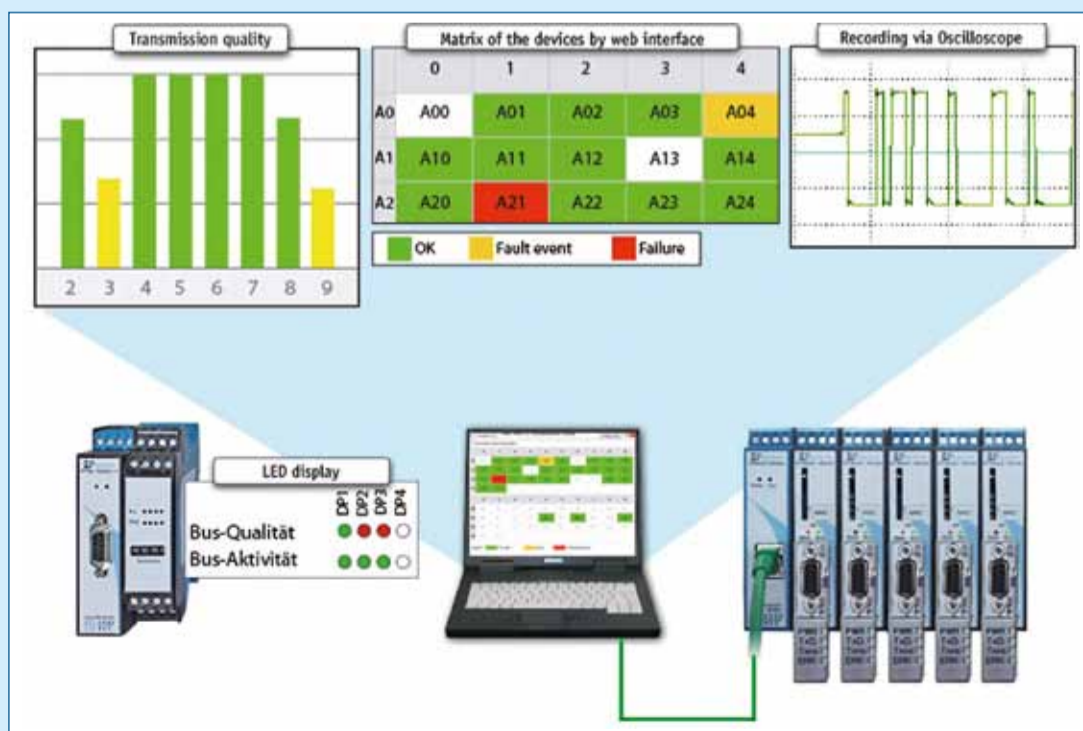 Transmission quality
2 3 4 5 6 7 8 9
Matrix of the devices by web interface
0 1 2 3 4
A0 A00 A01 A02 A03 A04
A1 A10 A11 A12 A13 A14
A2 A20 A21 A22 A23 A24
OK Fault event Failure
Recording via Oscilloscope
LED display
DP1 DP2 DP3 DP4
Bus-Qualität
Bus-Aktivität